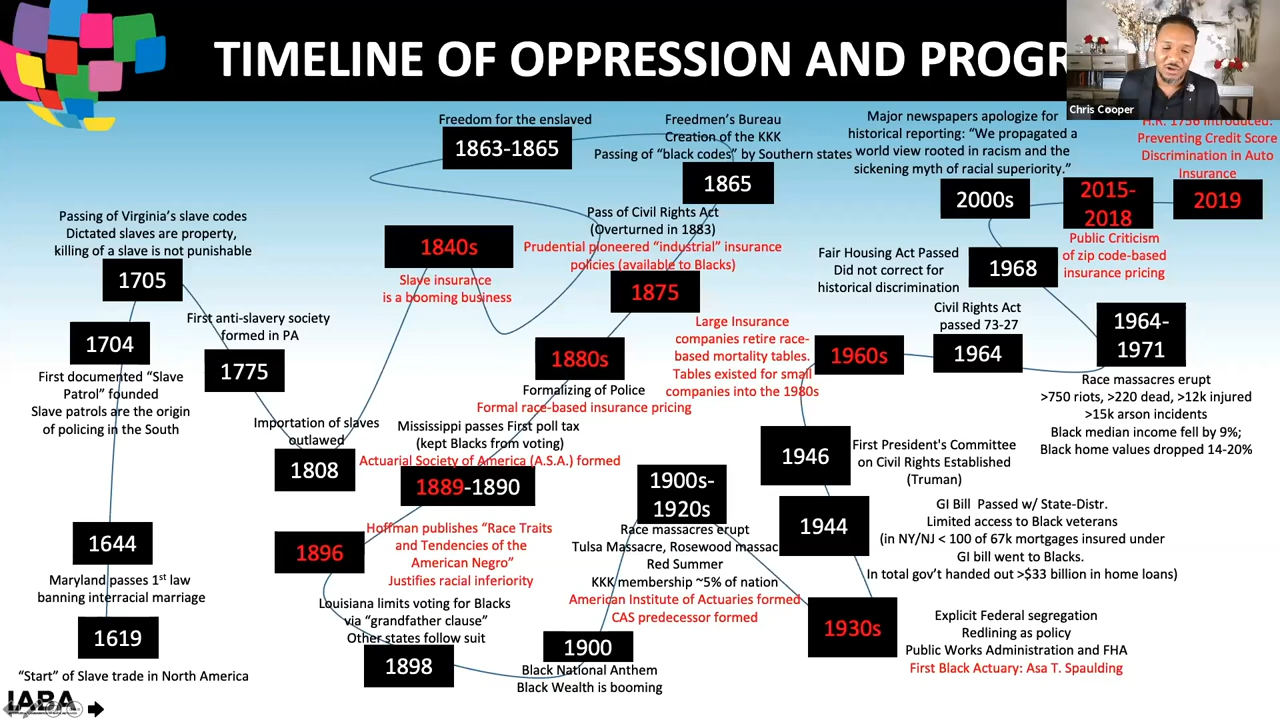 TIMELINE OF OPPRESSION AND PROGR
Chris Cooper
Freedom for the enslaved
1863-1865
Freedmen's Bureau
Creation of the KKK
Passing of "black codes" by Southern states
1865
Major newspapers apologize for
historical reporting: "We propagated a
world view rooted in racism and the
sickening myth of racial superiority."
2000s
H.R. 1756 introduced:
Preventing Credit Score
Discrimination in Auto
Insurance
2015-
2018
2019
Public Criticism
of zip code-based
insurance pricing
Passing of Virginia's slave codes
Dictated slaves are property,
killing of a slave is not punishable
1705
1840s
Slave insurance
is a booming business
Pass of Civil Rights Act
(Overturned in 1883)
Prudential pioneered "industrial" insurance
policies (available to Blacks)
1875
Fair Housing Act Passed
Did not correct for
historical discrimination
1968
First anti-slavery society
formed in PA
1775
1704
First documented "Slave
Patrol" founded
Slave patrols are the origin
of policing in the South
Large Insurance
companies retire race-
based mortality tables.
Tables existed for small
companies into the 1980s
1960s
Civil Rights Act
passed 73-27
1964
1964-
1971
Race massacres erupt
>750 riots, >220 dead, >12k injured
>15k arson incidents
Black median income fell by 9%;
Black home values dropped 14-20%
1880s
Formalizing of Police
Formal race-based insurance pricing
Importation of slaves
outlawed
1808
Mississippi passes First poll tax
(kept Blacks from voting)
Actuarial Society of America (A.S.A.) formed
1889-1890
1946
First President's Committee
on Civil Rights Established
(Truman)
1900s-
1920s
Race massacres erupt
Tulsa Massacre, Rosewood massac
Red Summer
KKK membership ~5% of nation
American Institute of Actuaries formed
CAS predecessor formed
1944
GI Bill Passed w/ State-Distr.
Limited access to Black veterans
(in NY/NJ < 100 of 67k mortgages insured under
GI bill went to Blacks.
In total gov't handed out >$33 billion in home loans)
1644
Maryland passes 1st law
banning interracial marriage
1896
Hoffman publishes "Race Traits
and Tendencies of the
American Negro"
Justifies racial inferiority
Louisiana limits voting for Blacks
via "grandfather clause"
Other states follow suit
1898
1900
Black National Anthem
Black Wealth is booming
1930s
Explicit Federal segregation
Redlining as policy
Public Works Administration and FHA
First Black Actuary: Asa T. Spaulding
1619
"Start" of Slave trade in North America
IABA